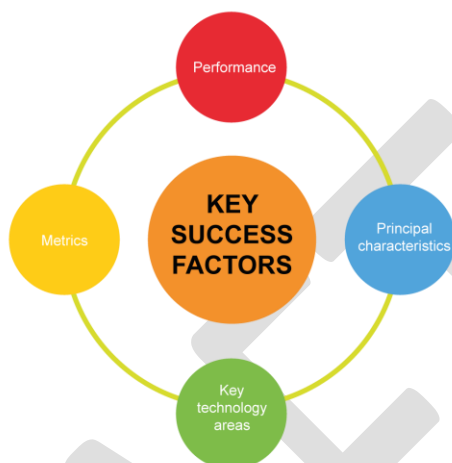 Performance
KEY
SUCCESS
FACTORS
Metrics
Principal
characteristics
Key
technology
areas